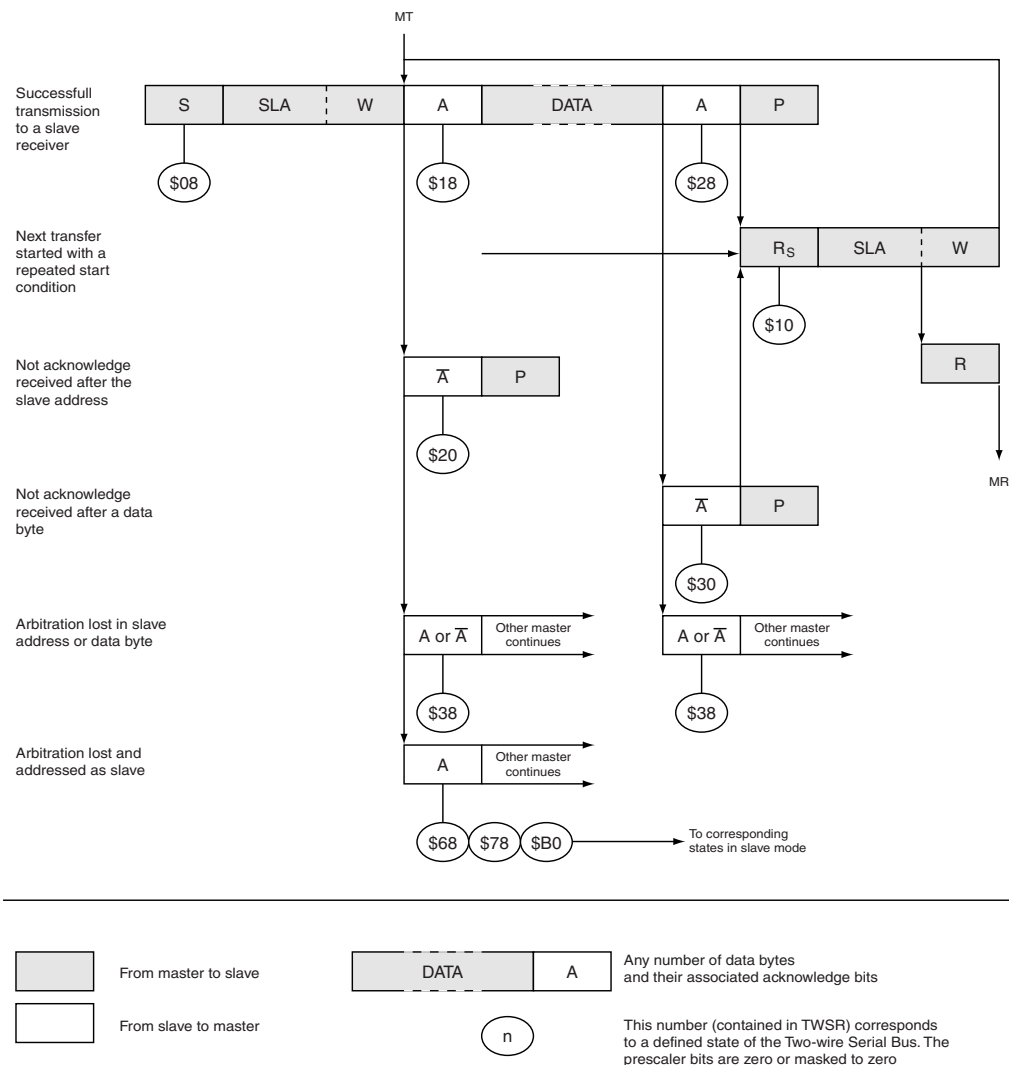 MT
Successfull
transmission
to a slave
receiver
S SLA W A DATA A P
$08 $18 $28
Next transfer
started with a
repeated start
condition
RS SLA W
$10
Not acknowledge
received after the
slave address
A̅ P
R
$20
MR
Not acknowledge
received after a data
byte
A̅ P
$30
Arbitration lost in slave
address or data byte
A or A̅
Other master
continues
A or A̅
Other master
continues
$38 $38
Arbitration lost and
addressed as slave
A
Other master
continues
$68 $78 $B0
To corresponding
states in slave mode
From master to slave
DATA A
Any number of data bytes
and their associated acknowledge bits
From slave to master
n
This number (contained in TWSR) corresponds
to a defined state of the Two-wire Serial Bus. The
prescaler bits are zero or masked to zero